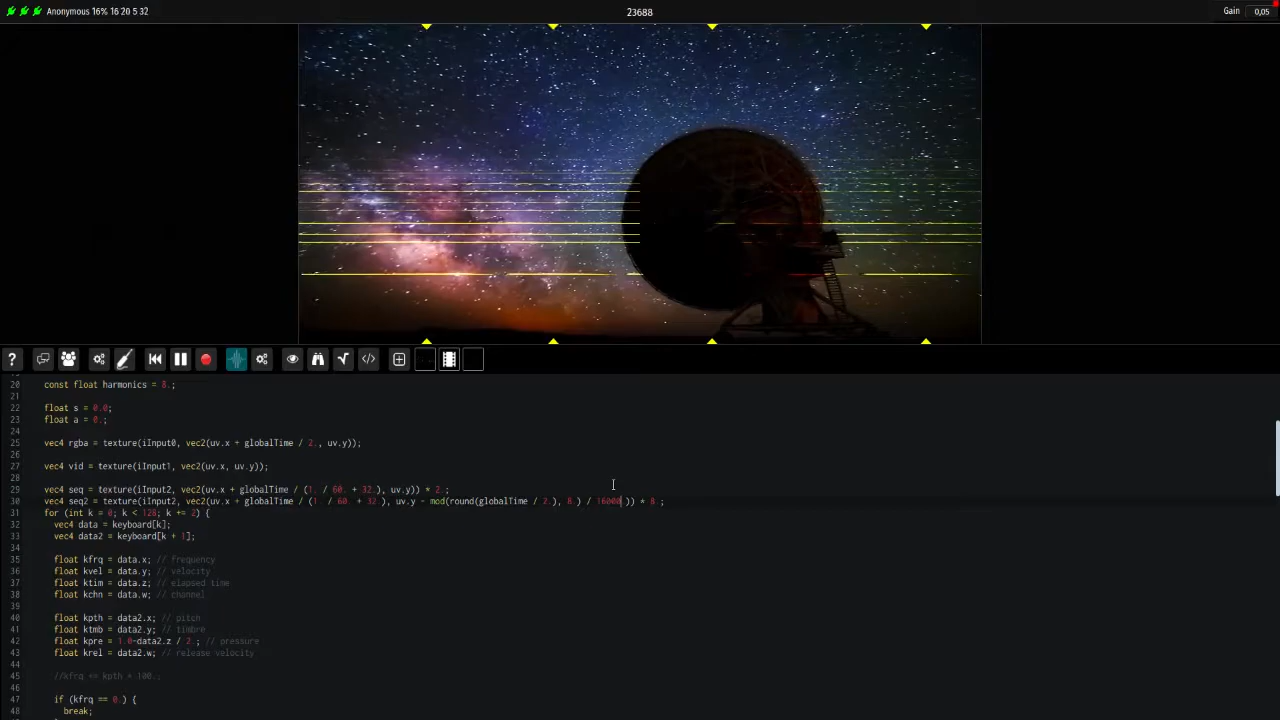 Anonymous 16% 16 20 5 32
23688
Gain 0,05
?
20 const float harmonics = 8.;
21
22 float s = 0.0;
23 float a = 0.;
24
25 vec4 rgba = texture(iInput0, vec2(uv.x + globalTime / 2., uv.y));
26
27 vec4 vid = texture(iInput1, vec2(uv.x, uv.y));
28
29 vec4 seq = texture(iInput2, vec2(uv.x + globalTime / (1. / 60. + 32.), uv.y)) * 2.;
30 vec4 seq2 = texture(iInput2, vec2(uv.x + globalTime / (1. / 60. + 32.), uv.y - mod(round(globalTime / 2.), 8.) / 16000.)) * 8.;
31 for (int k = 0; k < 128; k += 2) {
32 vec4 data = keyboard[k];
33 vec4 data2 = keyboard[k + 1];
34
35 float kfrq = data.x; // frequency
36 float kvel = data.y; // velocity
37 float ktim = data.z; // elapsed time
38 float kchn = data.w; // channel
39
40 float kpth = data2.x; // pitch
41 float ktmb = data2.y; // timbre
42 float kpre = 1.0-data2.z / 2.; // pressure
43 float krel = data2.w; // release velocity
44
45 //kfrq += kpth * 100.;
46
47 if (kfrq == 0.) {
48 break;